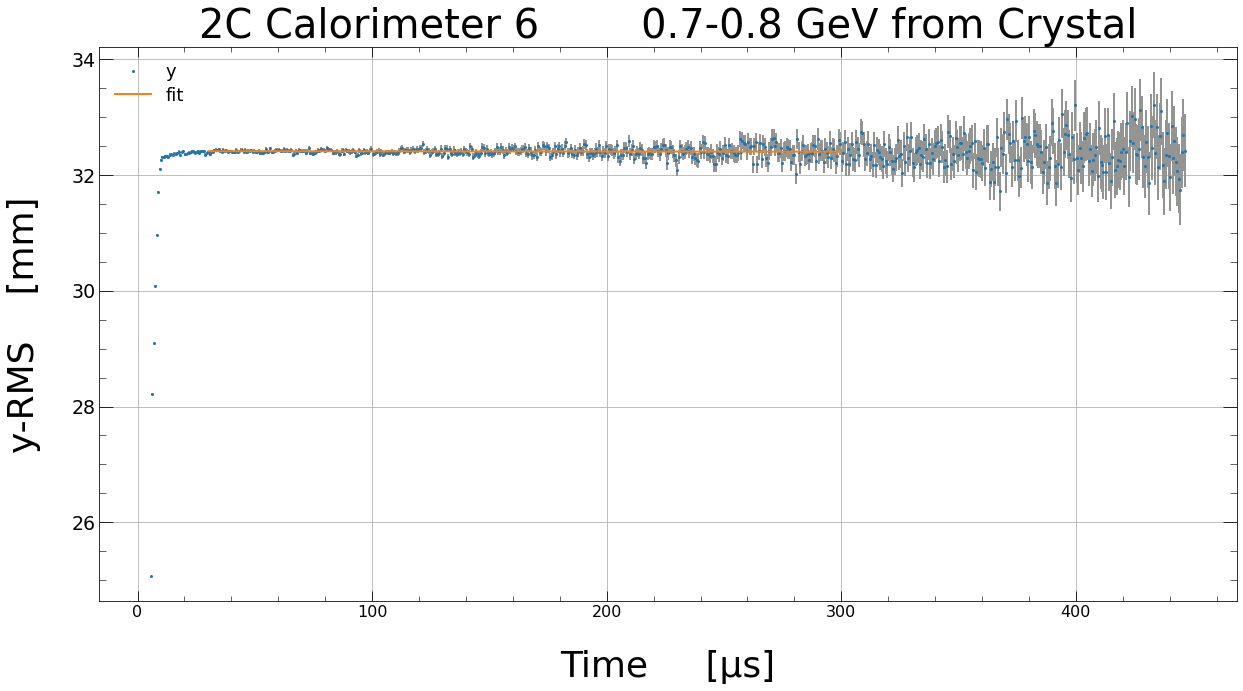 2C Calorimeter 6 0.7-0.8 GeV from Crystal
y
fit
34
32
30
28
26
y-RMS [mm]
0 100 200 300 400
Time [µs]